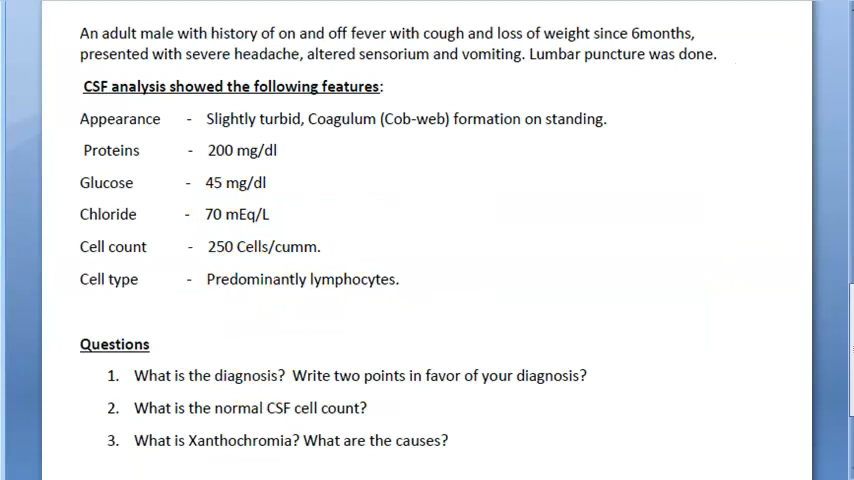 An adult male with history of on and off fever with cough and loss of weight since 6months,
presented with severe headache, altered sensorium and vomiting. Lumbar puncture was done.
CSF analysis showed the following features:
Appearance - Slightly turbid, Coagulum (Cob-web) formation on standing.
Proteins - 200 mg/dl
Glucose - 45 mg/dl
Chloride - 70 mEq/L
Cell count - 250 Cells/cumm.
Cell type - Predominantly lymphocytes.
Questions
1. What is the diagnosis? Write two points in favor of your diagnosis?
2. What is the normal CSF cell count?
3. What is Xanthochromia? What are the causes?